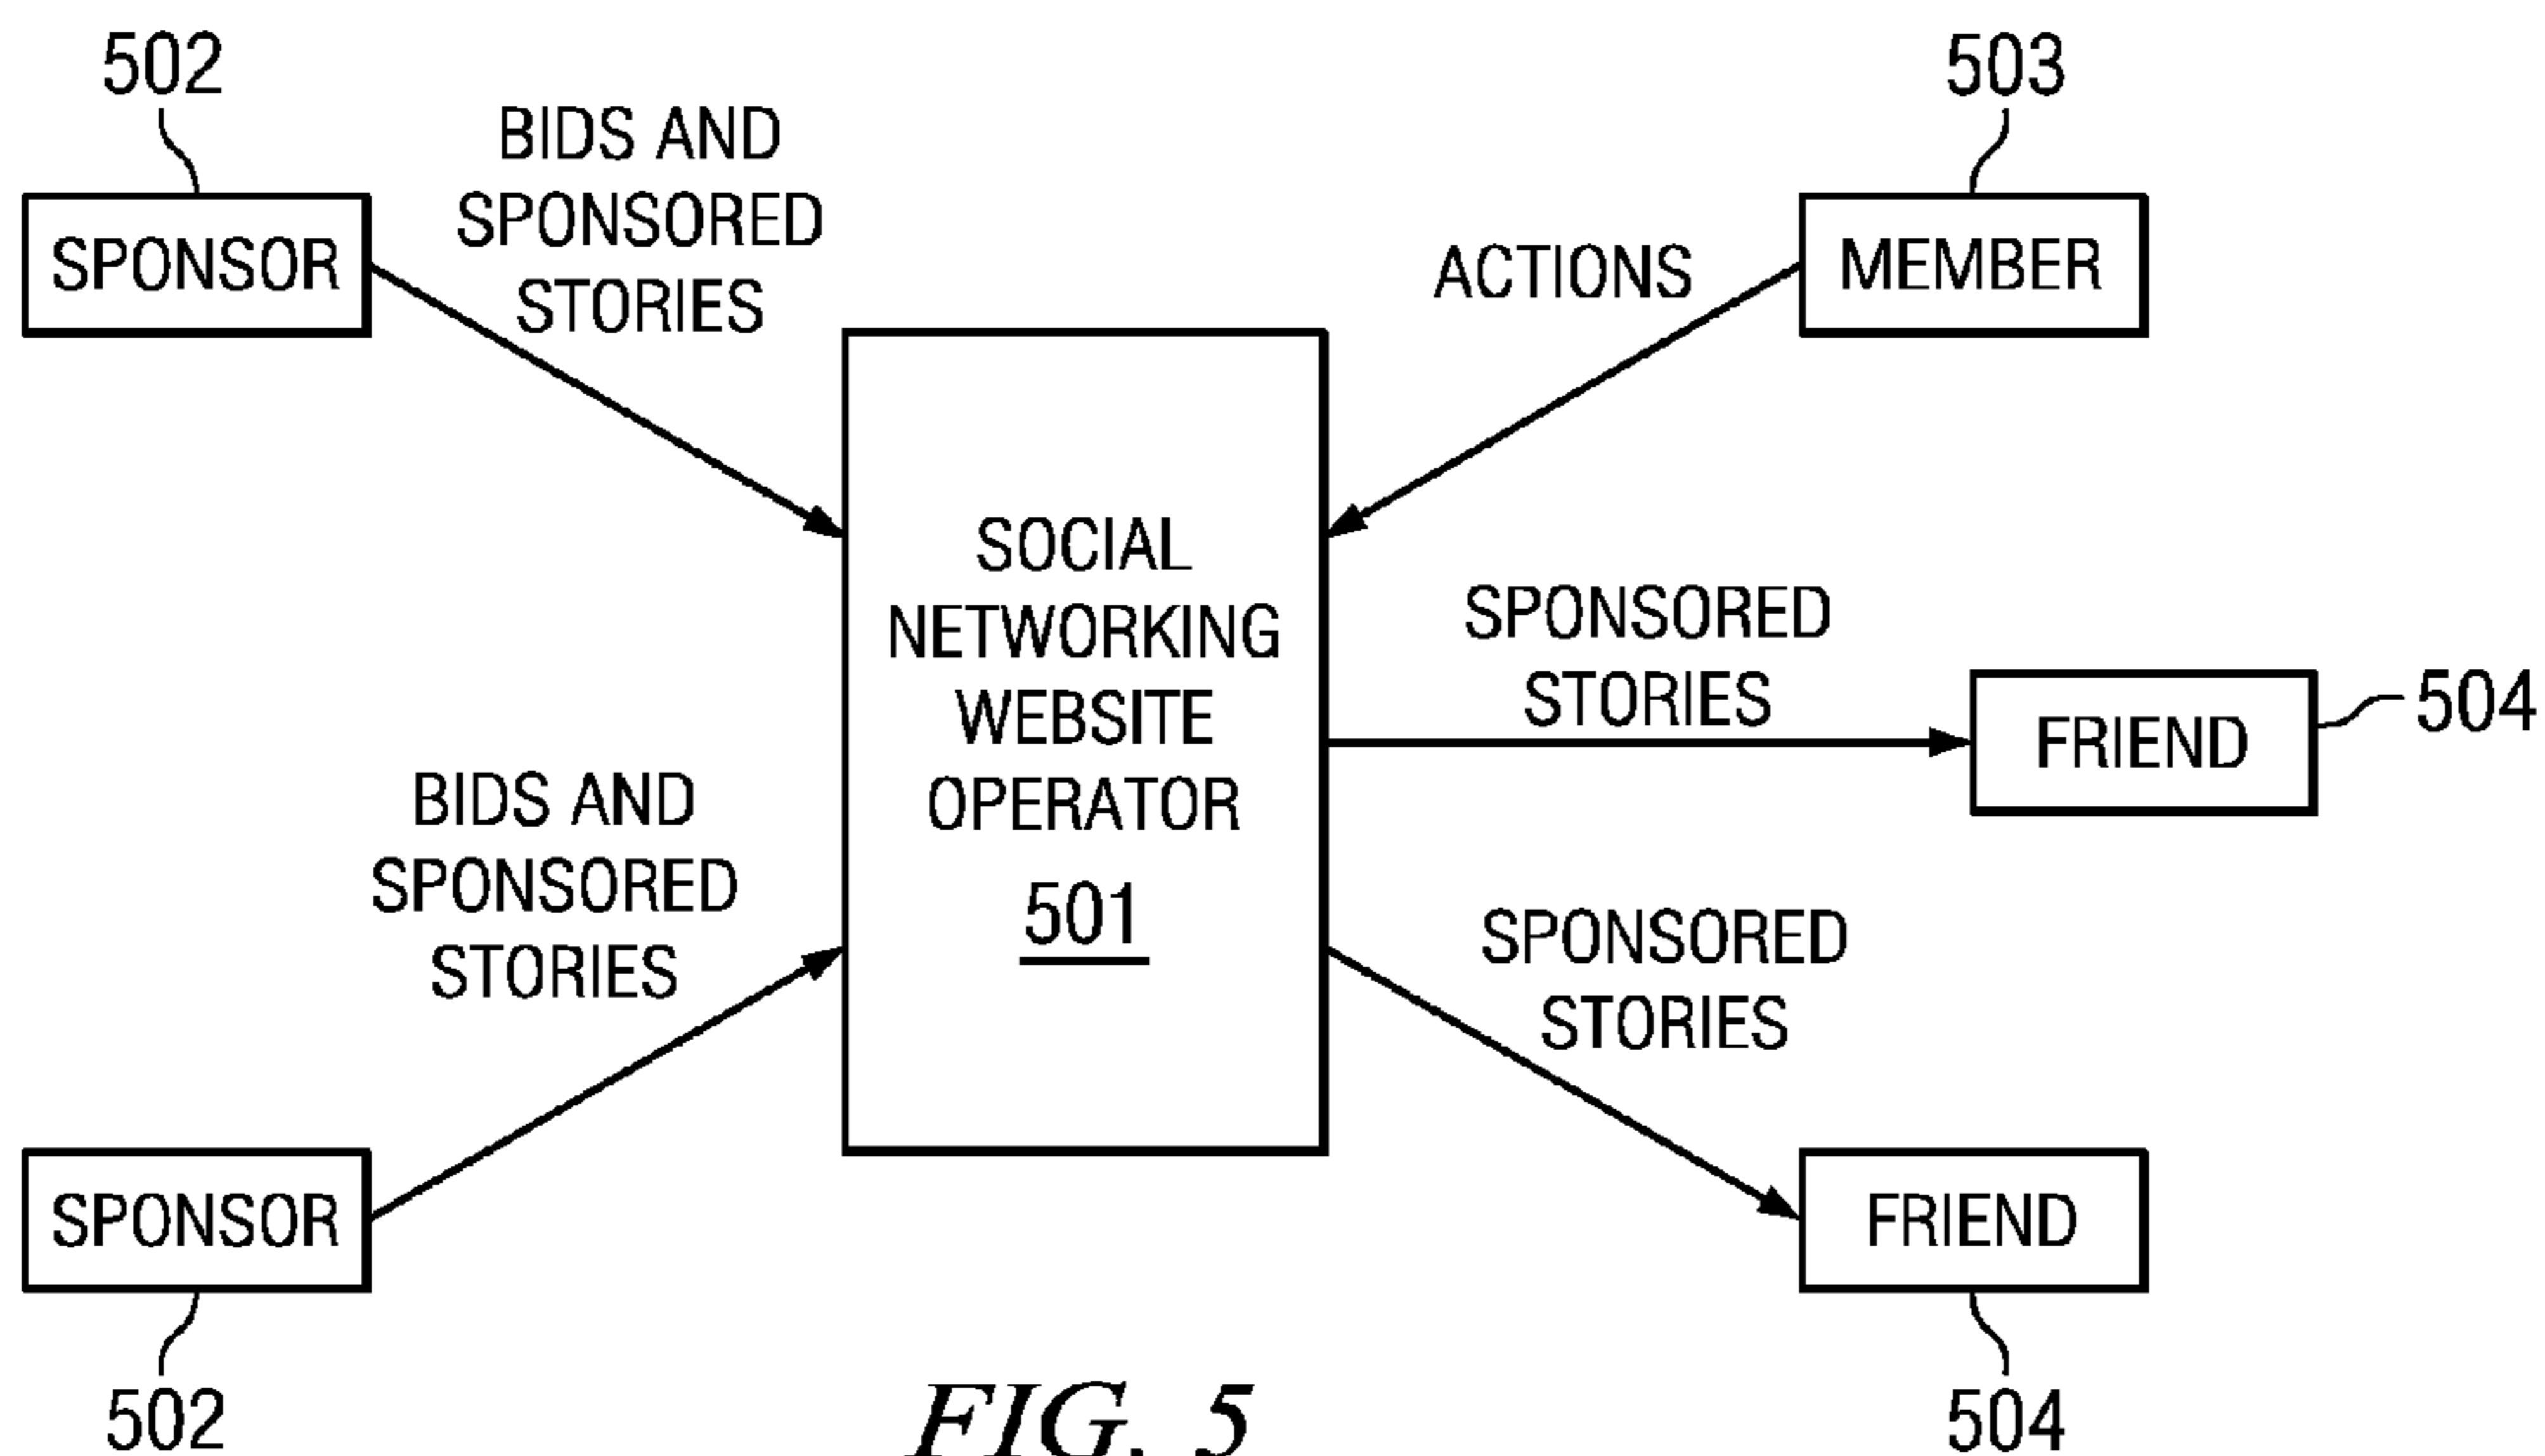 502
SPONSOR
BIDS AND
SPONSORED
STORIES
503
MEMBER
ACTIONS
SOCIAL
NETWORKING
WEBSITE
OPERATOR
501
SPONSORED
STORIES
FRIEND
504
BIDS AND
SPONSORED
STORIES
SPONSOR
502
SPONSORED
STORIES
FRIEND
504
FIG. 5